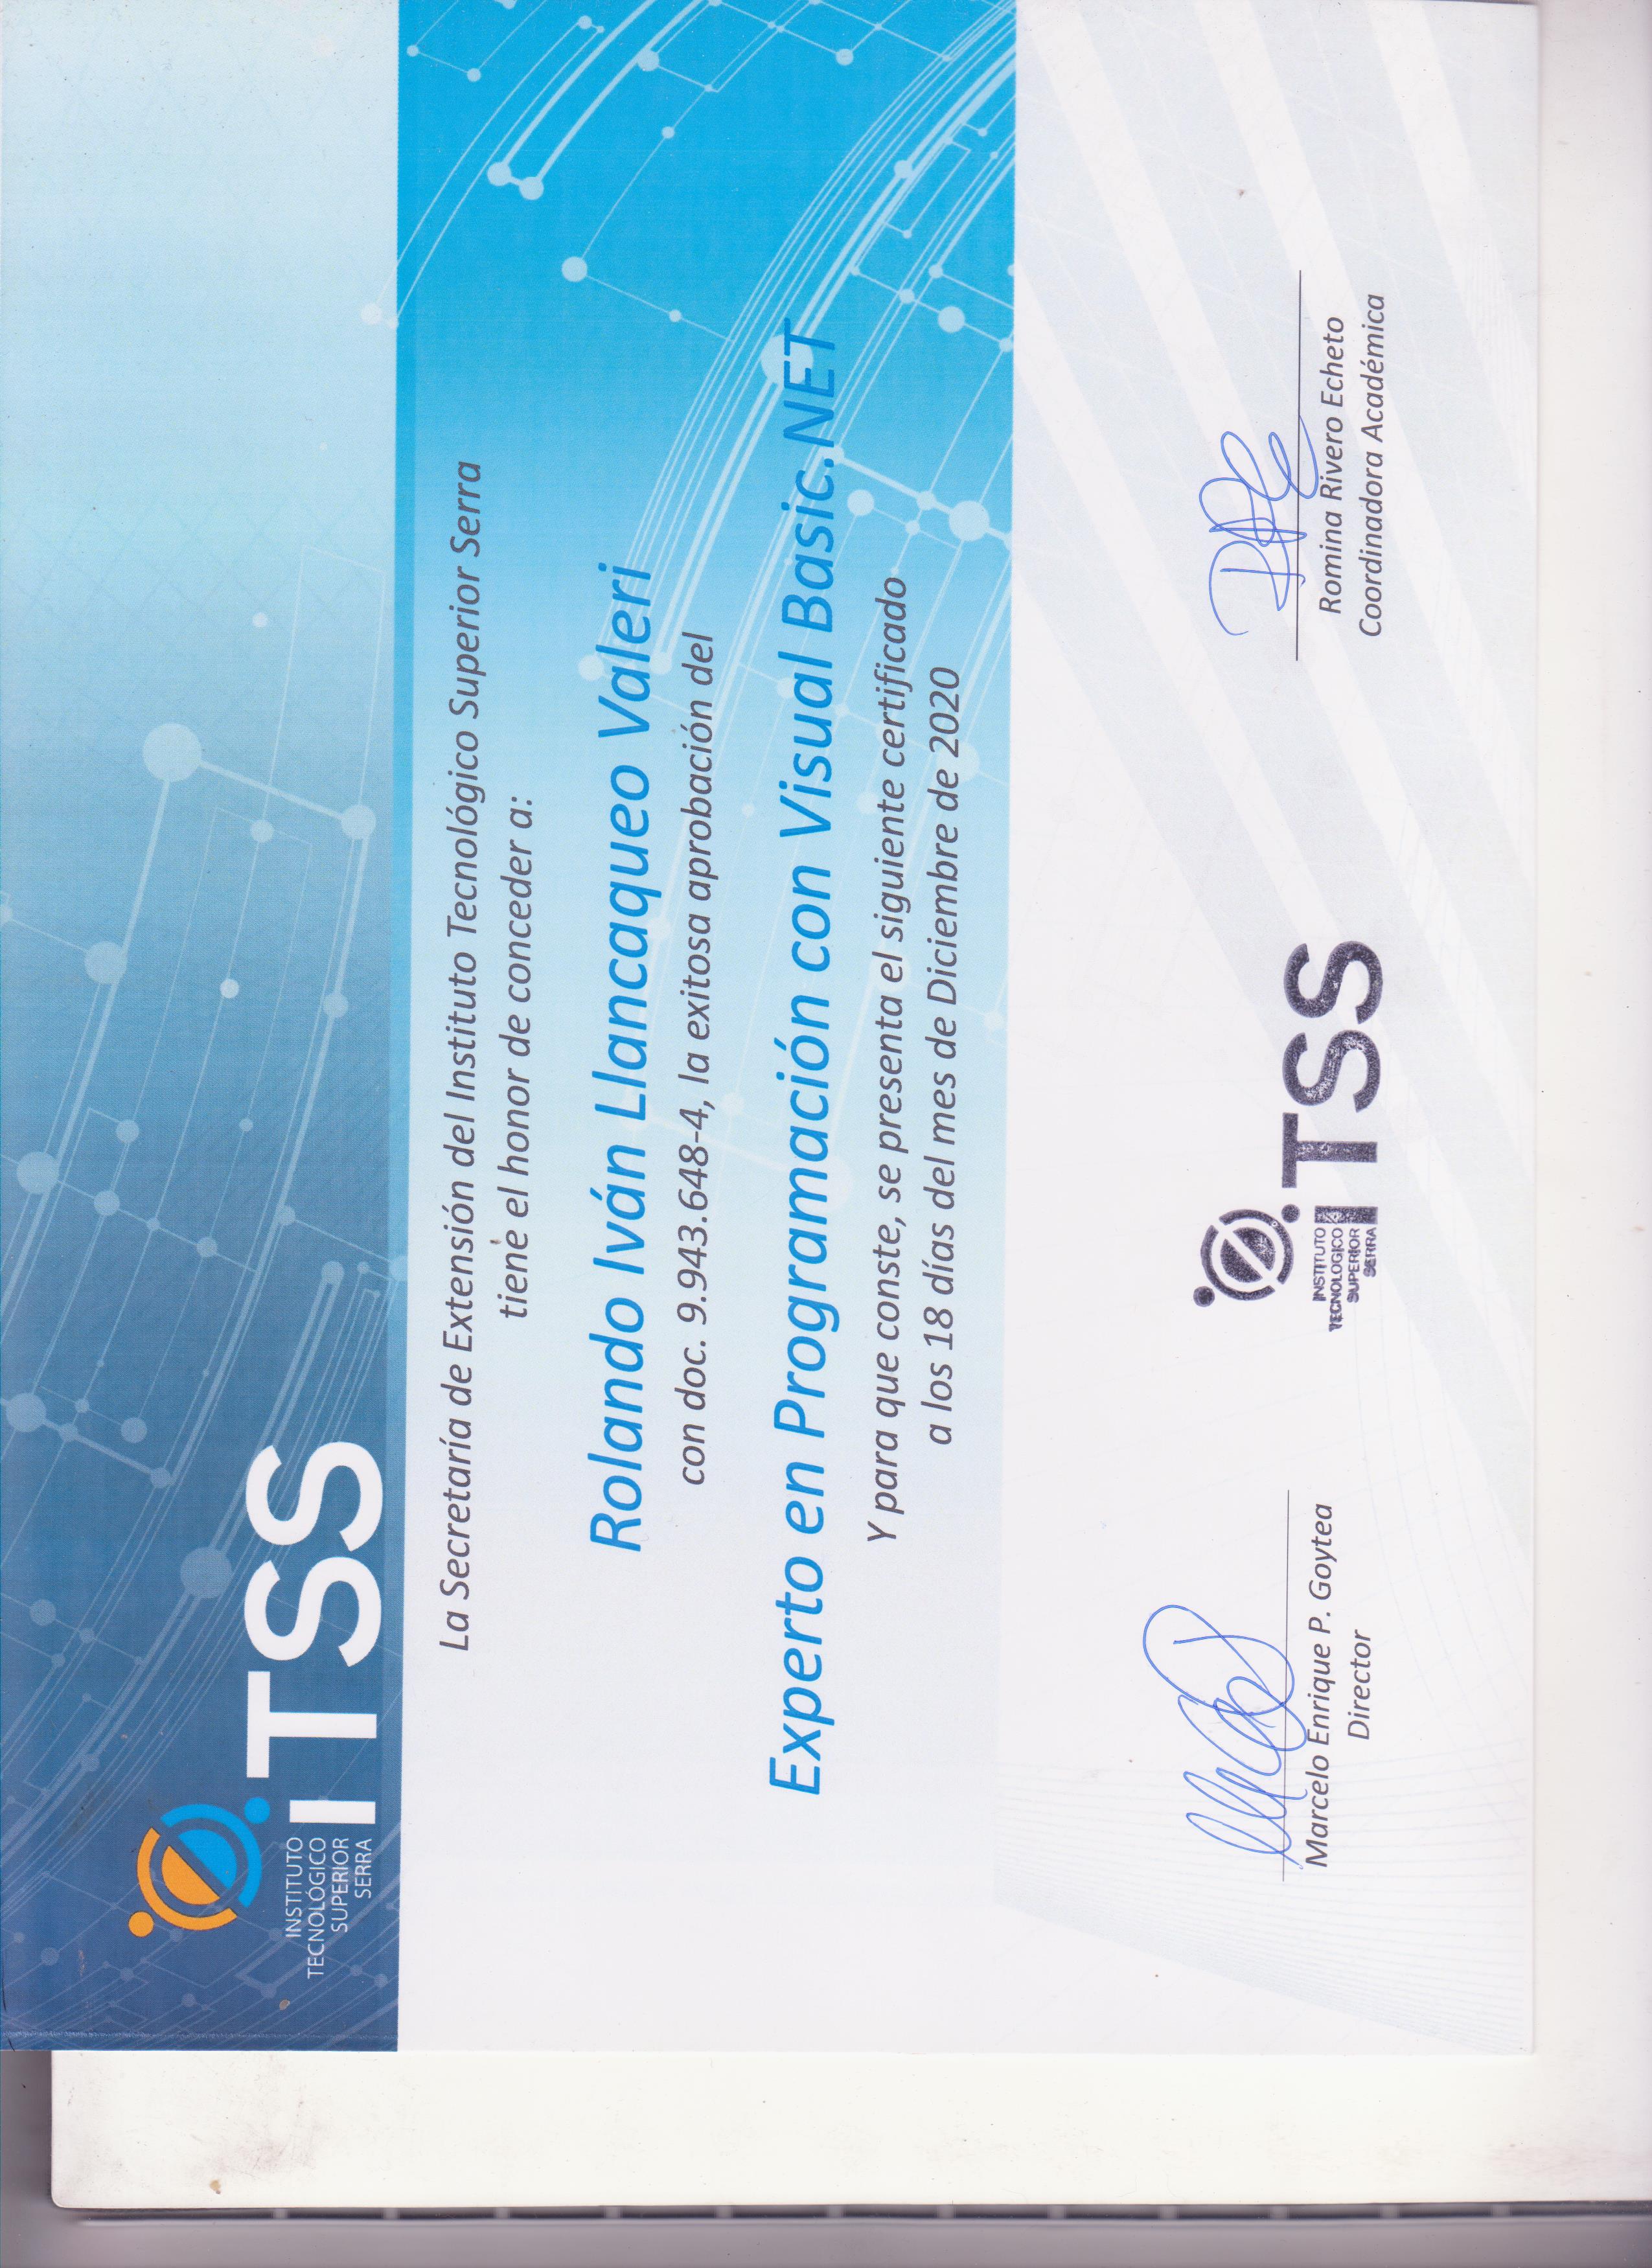 INSTITUTO
TECNOLÓGICO
SUPERIOR
SERRA
iTSS
La Secretaría de Extensión del Instituto Tecnológico Superior Serra
tiene el honor de conceder a:
Rolando Iván Llancaqueo Valeri
con doc. 9.943.648-4, la exitosa aprobación del
Experto en Programación con Visual Basic.NET
Y para que conste, se presenta el siguiente certificado
a los 18 días del mes de Diciembre de 2020
Marcelo Enrique P. Goytea
Director
INSTITUTO
TECNOLOGICO
SUPERIOR
SERRA
iTSS
Romina Rivero Echeto
Coordinadora Académica